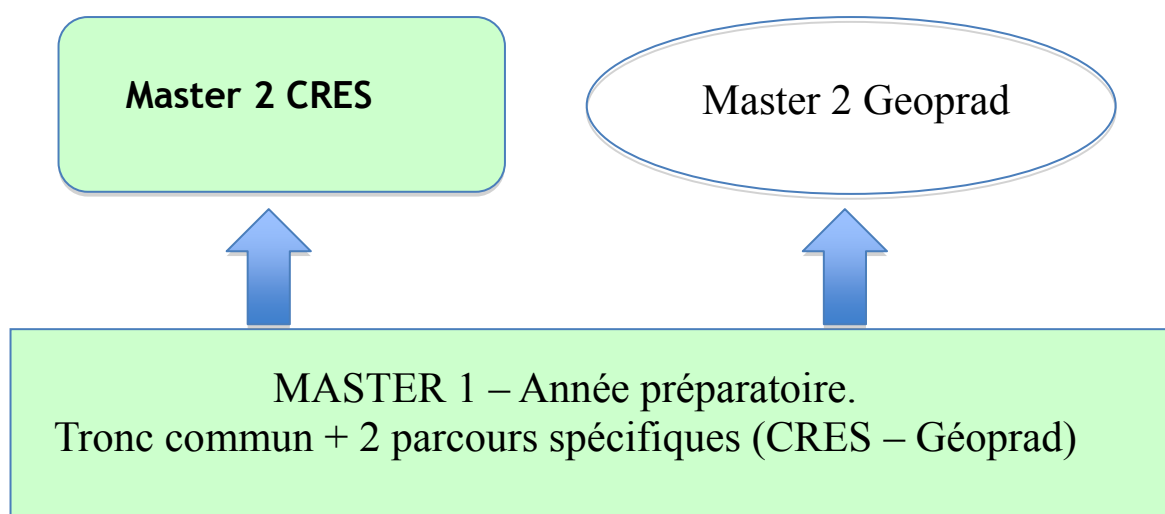 Master 2 CRES
Master 2 Geoprad
MASTER 1 – Année préparatoire.
Tronc commun + 2 parcours spécifiques (CRES – Géoprad)